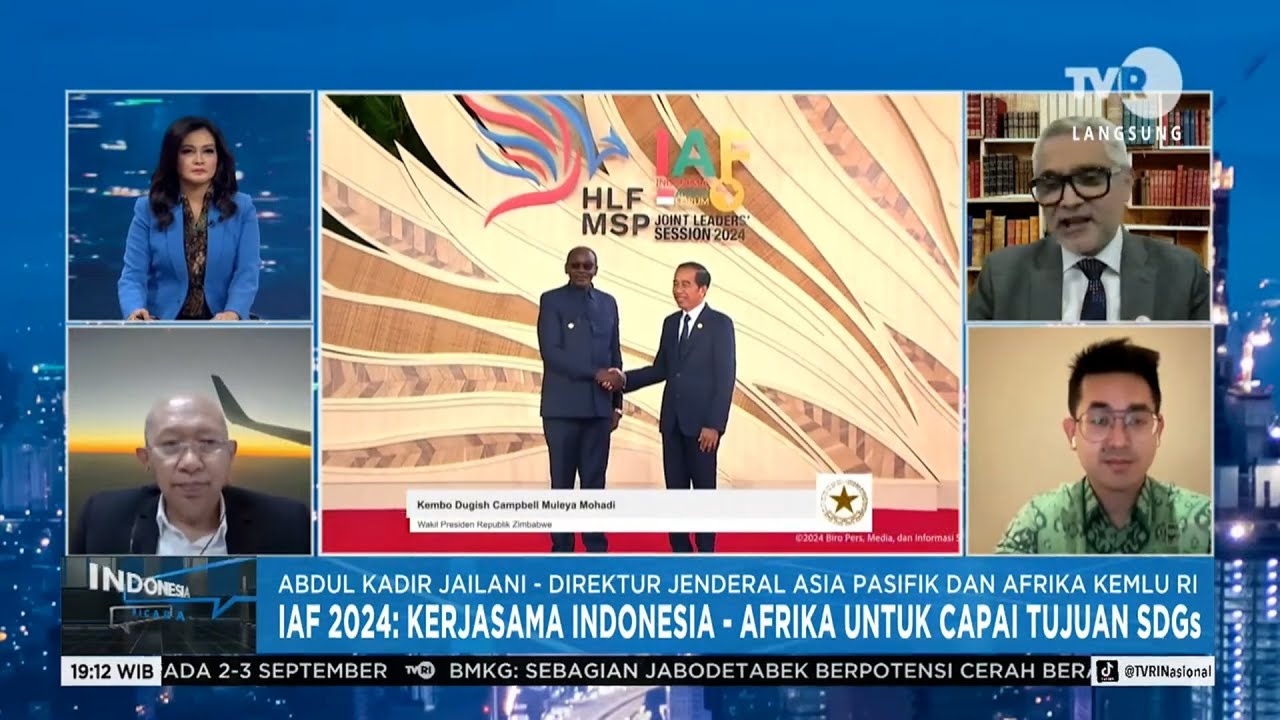 TVRI
LANGSUNG
HLF
MSP
IAF
JOINT LEADERS'
SESSION 2024
Kembo Dugish Campbell Muleya Mohadi
Wakil Presiden Republik Zimbabwe
©2024 Biro Pers, Media, dan Informasi S
INDONESIA
BICARA
ABDUL KADIR JAILANI - DIREKTUR JENDERAL ASIA PASIFIK DAN AFRIKA KEMLU RI
IAF 2024: KERJASAMA INDONESIA - AFRIKA UNTUK CAPAI TUJUAN SDGs
19:12 WIB ADA 2-3 SEPTEMBER TVRI BMKG: SEBAGIAN JABODETABEK BERPOTENSI CERAH BERA @TVRINasional